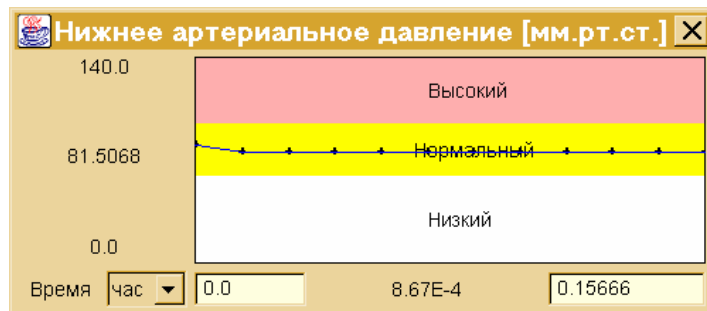 Нижнее артериальное давление [мм.рт.ст.]
140.0
Высокий
81.5068
Нормальный
Низкий
0.0
Время час 0.0 8.67E-4 0.15666